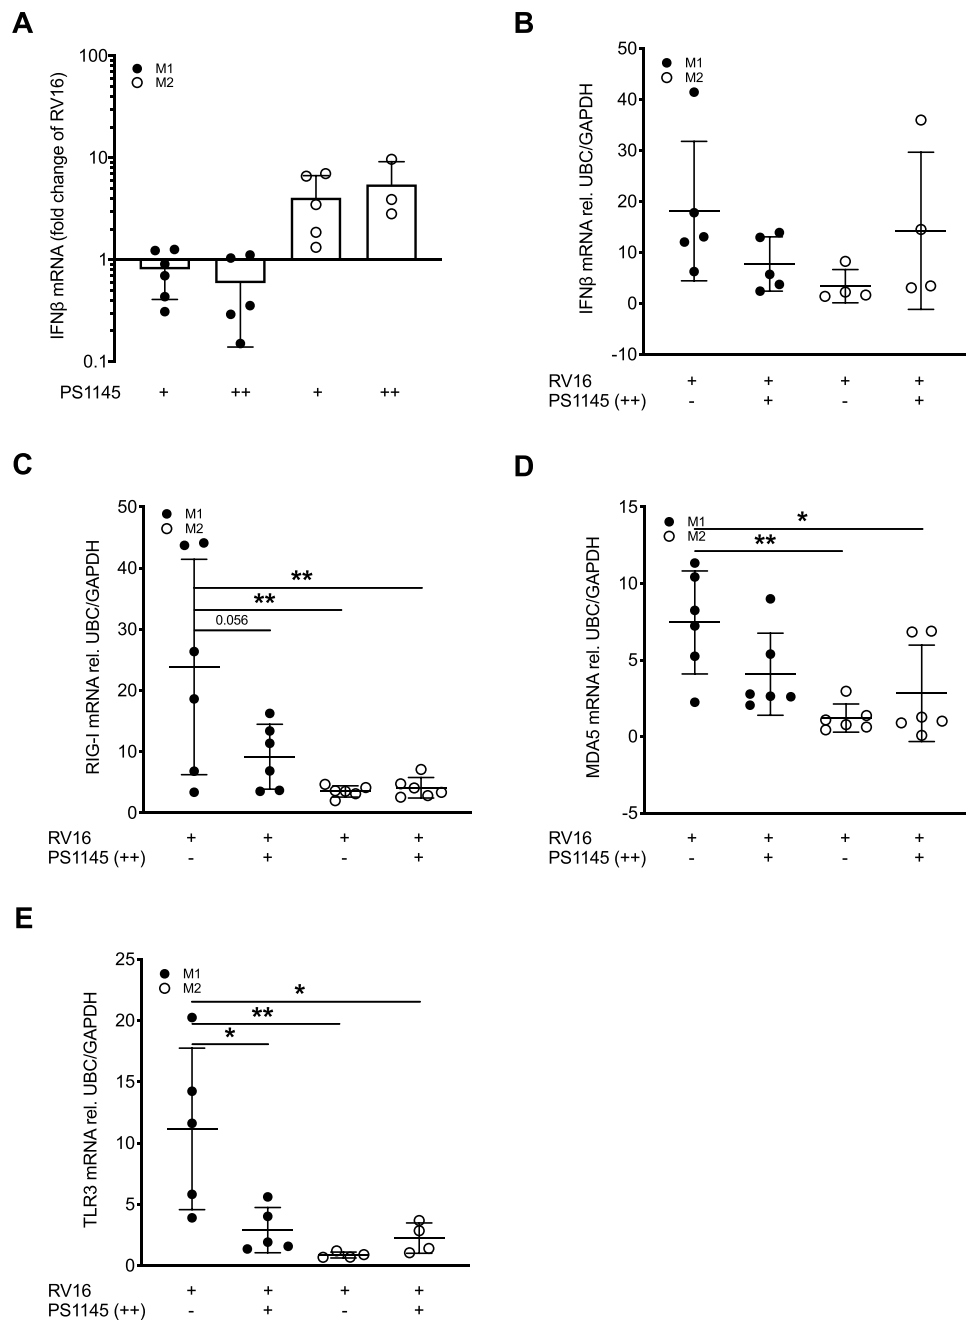 A
IFNβ mRNA (fold change of RV16)
M1
M2
100
10
1
0.1
PS1145 + ++ + ++
B
IFNβ mRNA rel. UBC/GAPDH
M1
M2
50
40
30
20
10
0
-10
RV16 + + + +
PS1145 (++) - + - +
C
RIG-I mRNA rel. UBC/GAPDH
M1
M2
50
40
30
20
10
0
**
**
0.056
RV16 + + + +
PS1145 (++) - + - +
D
MDA5 mRNA rel. UBC/GAPDH
M1
M2
15
10
5
0
-5
*
**
RV16 + + + +
PS1145 (++) - + - +
E
TLR3 mRNA rel. UBC/GAPDH
M1
M2
25
20
15
10
5
0
*
**
*
RV16 + + + +
PS1145 (++) - + - +